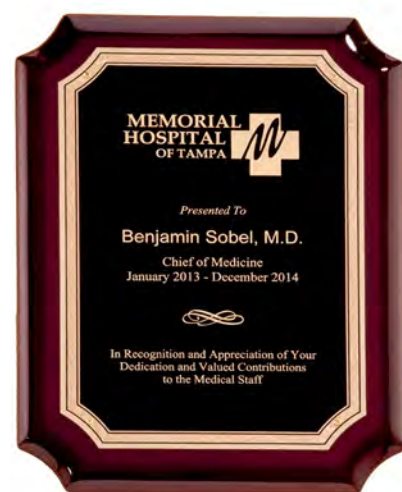 MEMORIAL
HOSPITAL
OF TAMPA
M
Presented To
Benjamin Sobel, M.D.
Chief of Medicine
January 2013 - December 2014
In Recognition and Appreciation of Your
Dedication and Valued Contributions
to the Medical Staff